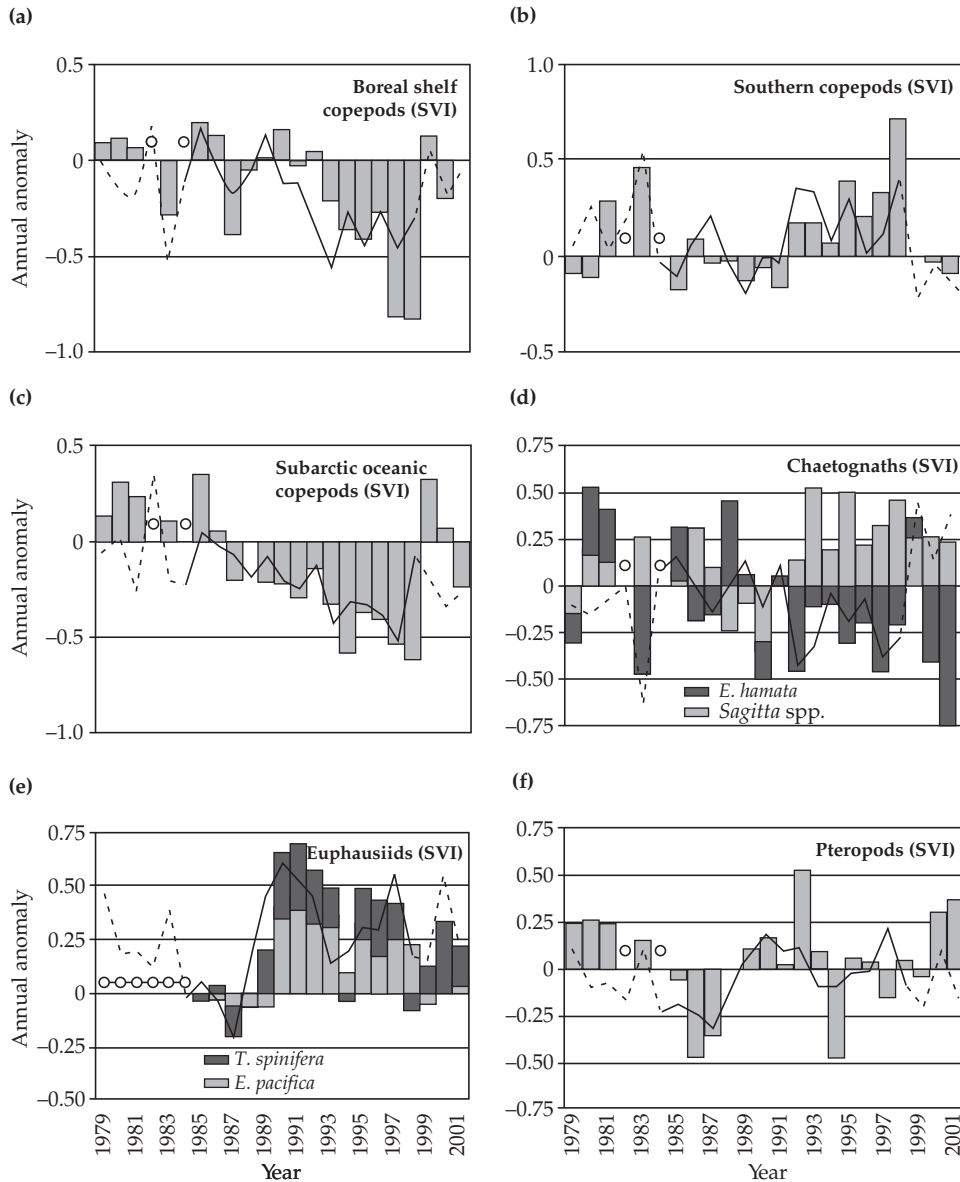 (a)
0.5
0
–0.5
–1.0
Annual anomaly
Boreal shelf
copepods (SVI)
(b)
1.0
0.5
0
-0.5
Southern copepods (SVI)
(c)
0.5
0
–0.5
–1.0
Annual anomaly
Subarctic oceanic
copepods (SVI)
(d)
0.75
0.50
0.25
0
–0.25
–0.50
–0.75
Chaetognaths (SVI)
E. hamata
Sagitta spp.
(e)
0.75
0.50
0.25
0
–0.25
–0.50
Annual anomaly
Euphausiids (SVI)
T. spinifera
E. pacifica
1979
1981
1983
1985
1987
1989
1991
1993
1995
1997
1999
2001
Year
(f)
0.75
0.50
0.25
0
–0.25
–0.50
–0.75
Pteropods (SVI)
1979
1981
1983
1985
1987
1989
1991
1993
1995
1997
1999
2001
Year